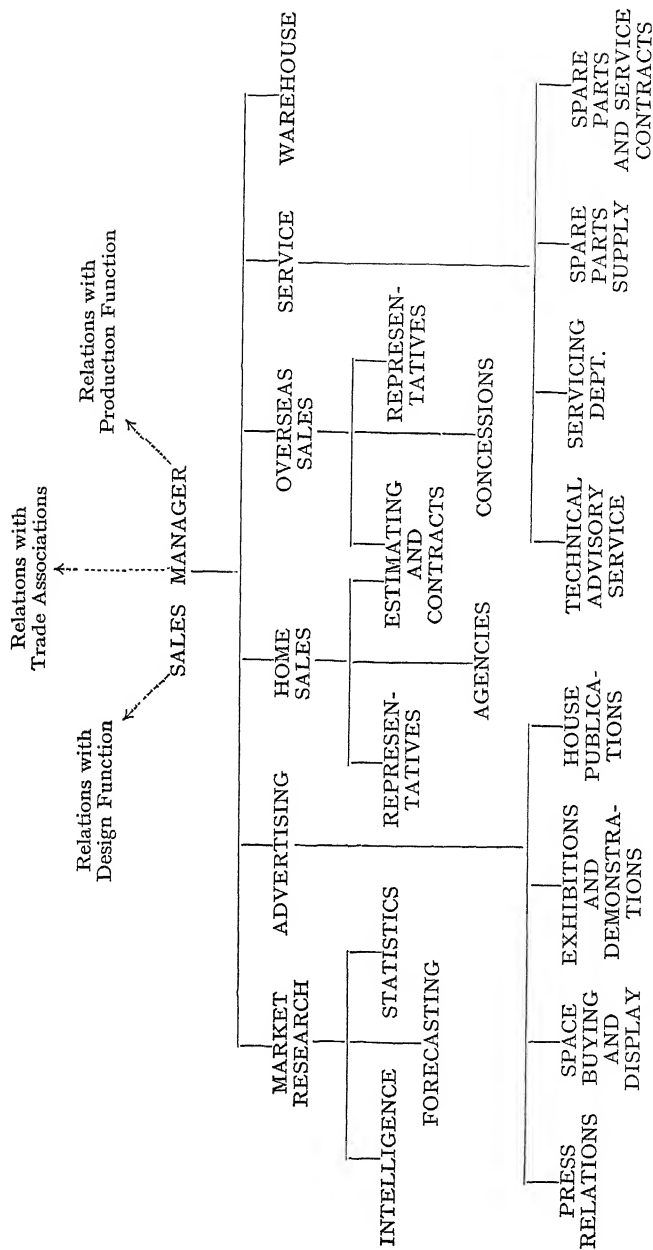 Relations with
Trade Associations
Relations with
Design Function
Relations with
Production Function
SALES MANAGER
MARKET
RESEARCH
ADVERTISING
HOME
SALES
OVERSEAS
SALES
SERVICE
WAREHOUSE
INTELLIGENCE
STATISTICS
FORECASTING
REPRESEN-
TATIVES
ESTIMATING
AND
CONTRACTS
REPRESEN-
TATIVES
AGENCIES
CONCESSIONS
PRESS
RELATIONS
SPACE
BUYING
AND
DISPLAY
EXHIBITIONS
AND
DEMONSTRA-
TIONS
HOUSE
PUBLICA-
TIONS
TECHNICAL
ADVISORY
SERVICE
SERVICING
DEPT.
SPARE
PARTS
SUPPLY
SPARE
PARTS
AND SERVICE
CONTRACTS